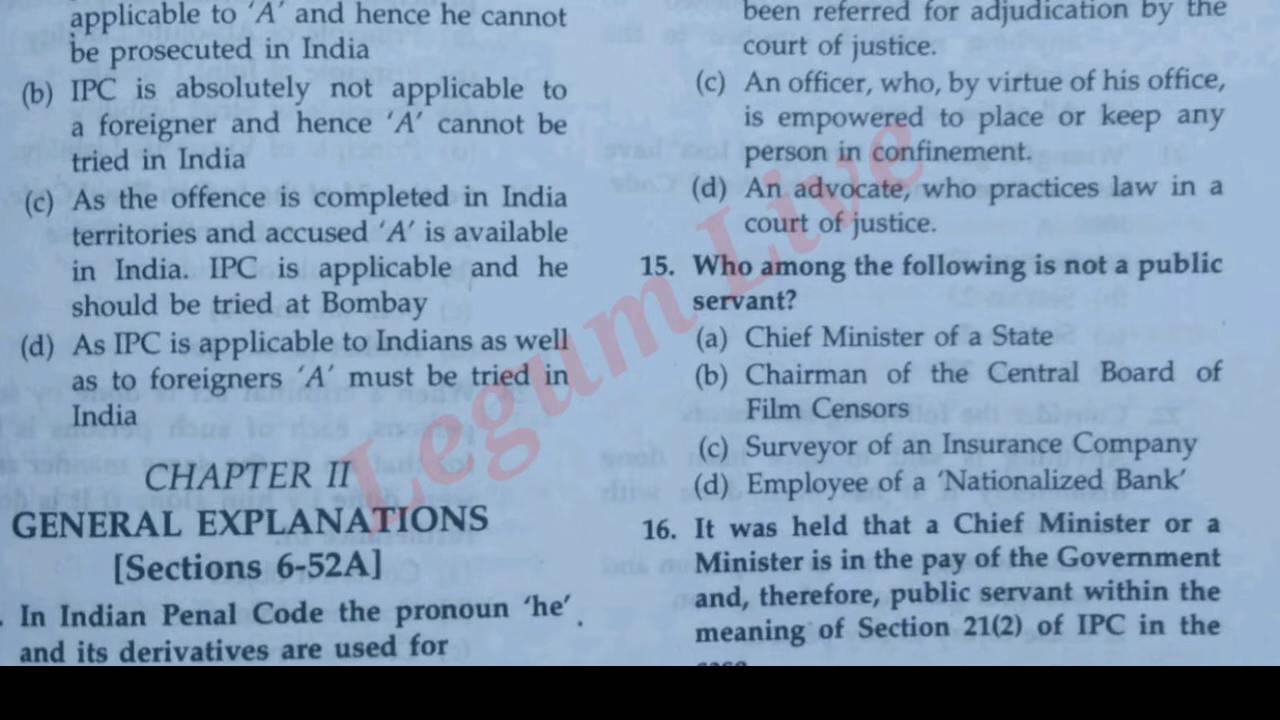 applicable to ‘A’ and hence he cannot
be prosecuted in India
(b) IPC is absolutely not applicable to
a foreigner and hence ‘A’ cannot be
tried in India
(c) As the offence is completed in India
territories and accused ‘A’ is available
in India. IPC is applicable and he
should be tried at Bombay
(d) As IPC is applicable to Indians as well
as to foreigners ‘A’ must be tried in
India
CHAPTER II
GENERAL EXPLANATIONS
[Sections 6-52A]
In Indian Penal Code the pronoun ‘he’
and its derivatives are used for
been referred for adjudication by the
court of justice.
(c) An officer, who, by virtue of his office,
is empowered to place or keep any
person in confinement.
(d) An advocate, who practices law in a
court of justice.
15. Who among the following is not a public
servant?
(a) Chief Minister of a State
(b) Chairman of the Central Board of
Film Censors
(c) Surveyor of an Insurance Company
(d) Employee of a ‘Nationalized Bank’
16. It was held that a Chief Minister or a
Minister is in the pay of the Government
and, therefore, public servant within the
meaning of Section 21(2) of IPC in the
Legum Live